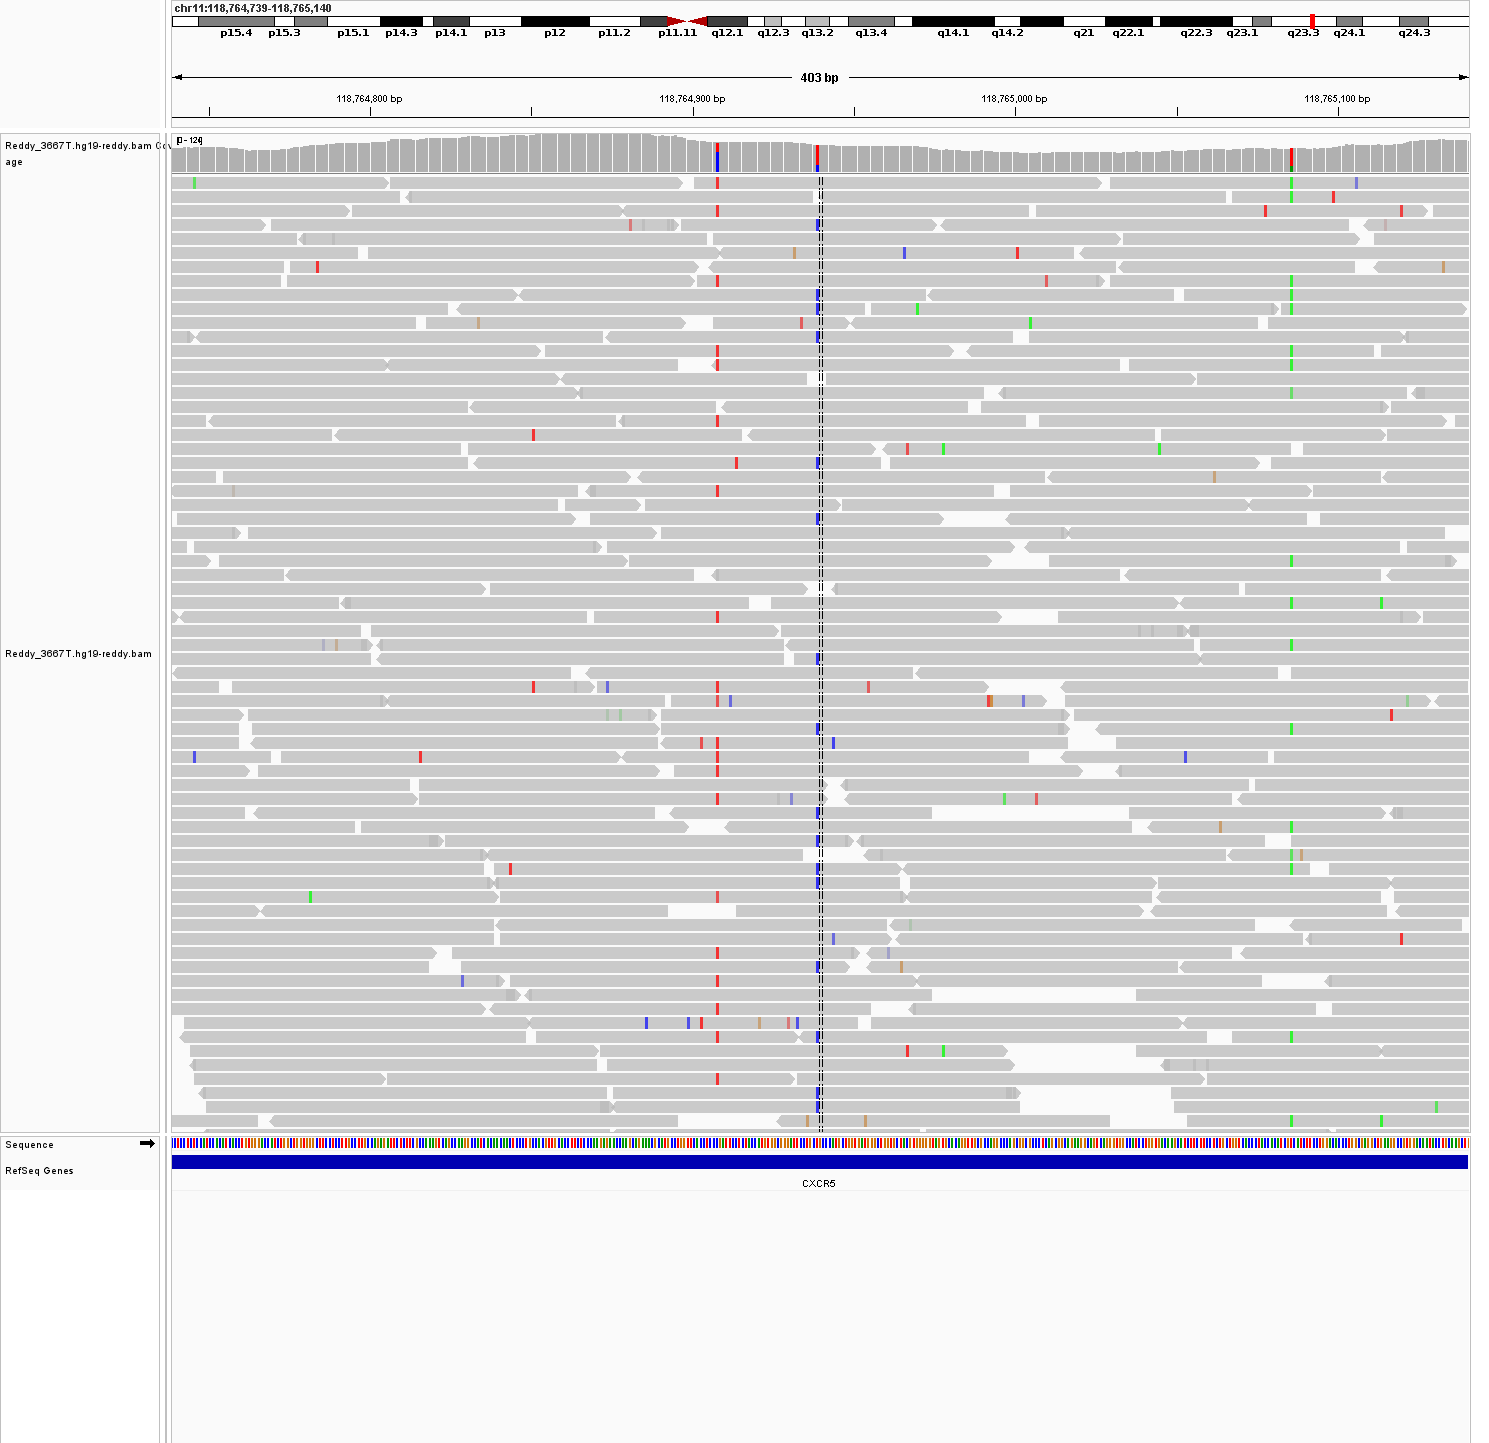 chr11:118,764,739-118,765,140
p15.4 p15.3 p15.1 p14.3 p14.1 p13 p12 p11.2 p11.11 q12.1 q12.3 q13.2 q13.4 q14.1 q14.2 q21 q22.1 q22.3 q23.1 q23.3 q24.1 q24.3
403 bp
118,764,800 bp 118,764,900 bp 118,765,000 bp 118,765,100 bp
Reddy_3667T.hg19-reddy.bam Cov
age
[0 - 124]
Reddy_3667T.hg19-reddy.bam
Sequence
RefSeq Genes
CXCR5